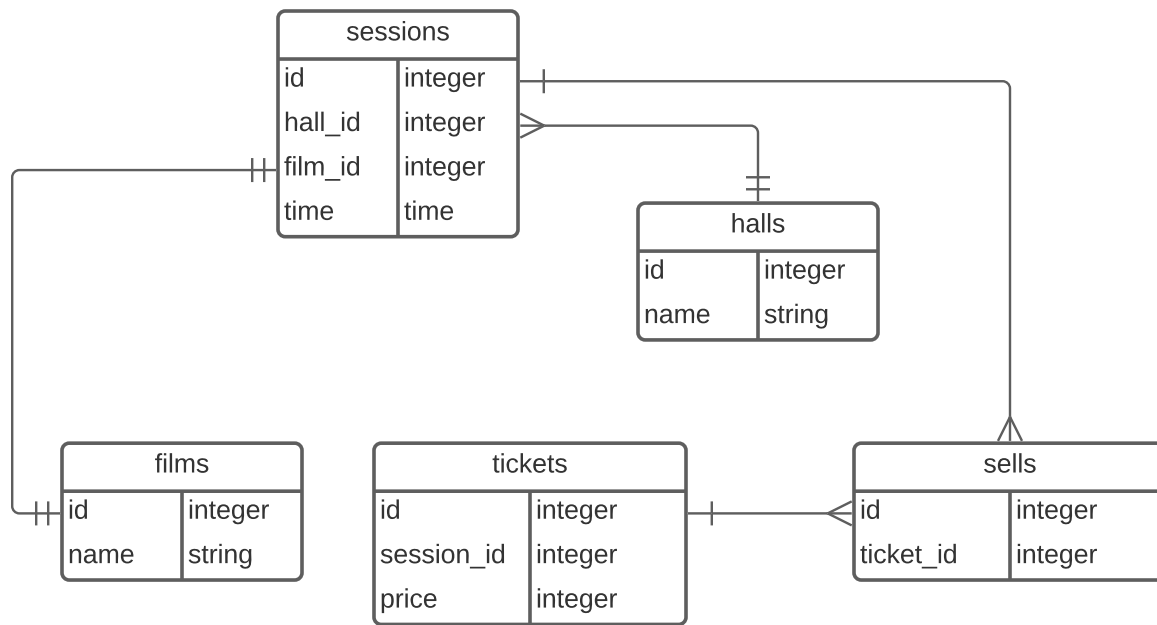 sessions
id integer
hall_id integer
film_id integer
time time
halls
id integer
name string
films
id integer
name string
tickets
id integer
session_id integer
price integer
sells
id integer
ticket_id integer